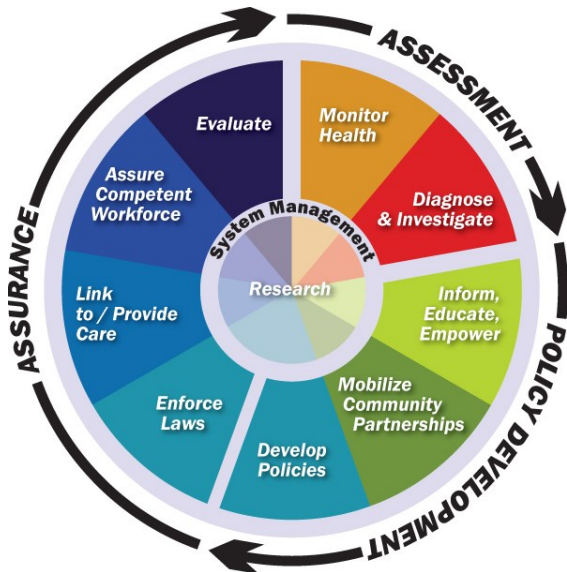 ASSESSMENT
Monitor
Health
Diagnose
& Investigate
POLICY DEVELOPMENT
Inform,
Educate,
Empower
Mobilize
Community
Partnerships
Develop
Policies
ASSURANCE
Enforce
Laws
Link
to / Provide
Care
Assure
Competent
Workforce
Evaluate
System Management
Research